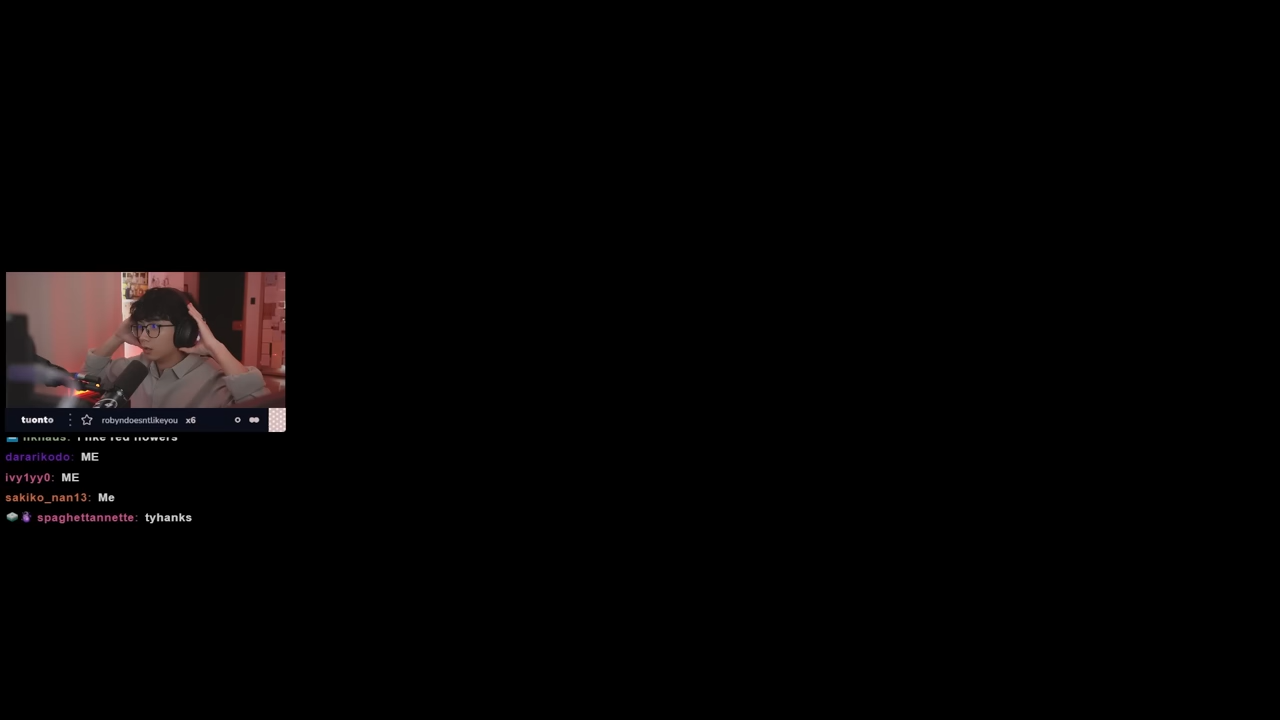 tuonto robyndoesntlikeyou x6
i like red flowers
dararikodo: ME
ivy1yy0: ME
sakiko_nan13: Me
spaghettannette: tyhanks